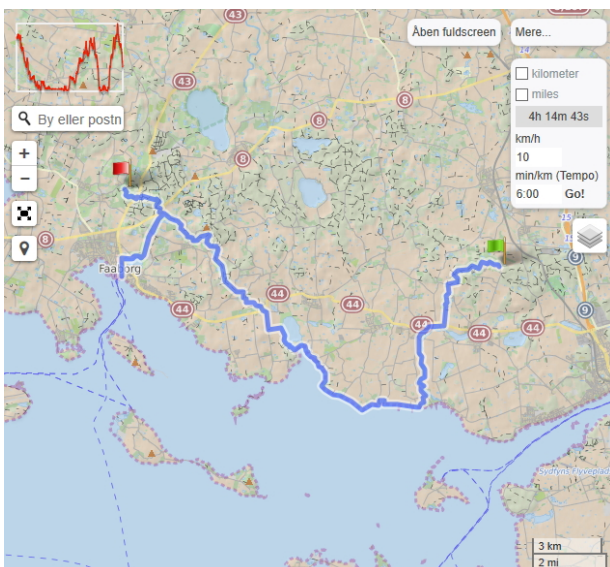 43
Åben fuldscreen
Mere...
kilometer
miles
4h 14m 43s
km/h
10
min/km (Tempo)
6:00 Go!
By eller postn
+
−
43
8
8
8
Faaborg
44
44
44
44
44
44
9
9
15
Sydfyns Flyveplad
3 km
2 mi